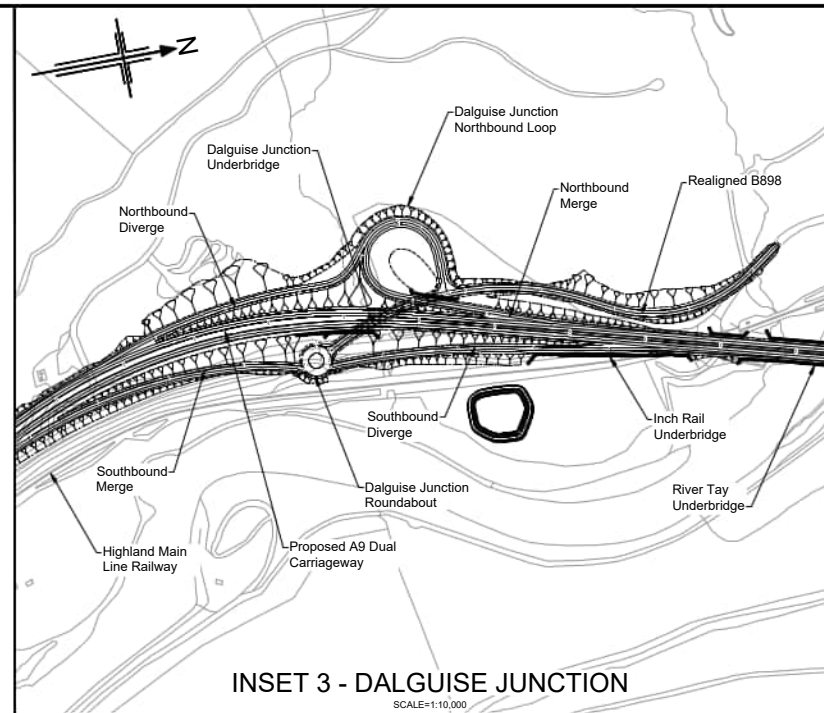 N
Dalguise Junction
Northbound Loop
Dalguise Junction
Underbridge
Northbound
Merge
Realigned B898
Northbound
Diverge
Southbound
Diverge
Inch Rail
Underbridge
Southbound
Merge
Dalguise Junction
Roundabout
River Tay
Underbridge
Highland Main
Line Railway
Proposed A9 Dual
Carriageway
INSET 3 - DALGUISE JUNCTION
SCALE=1:10,000